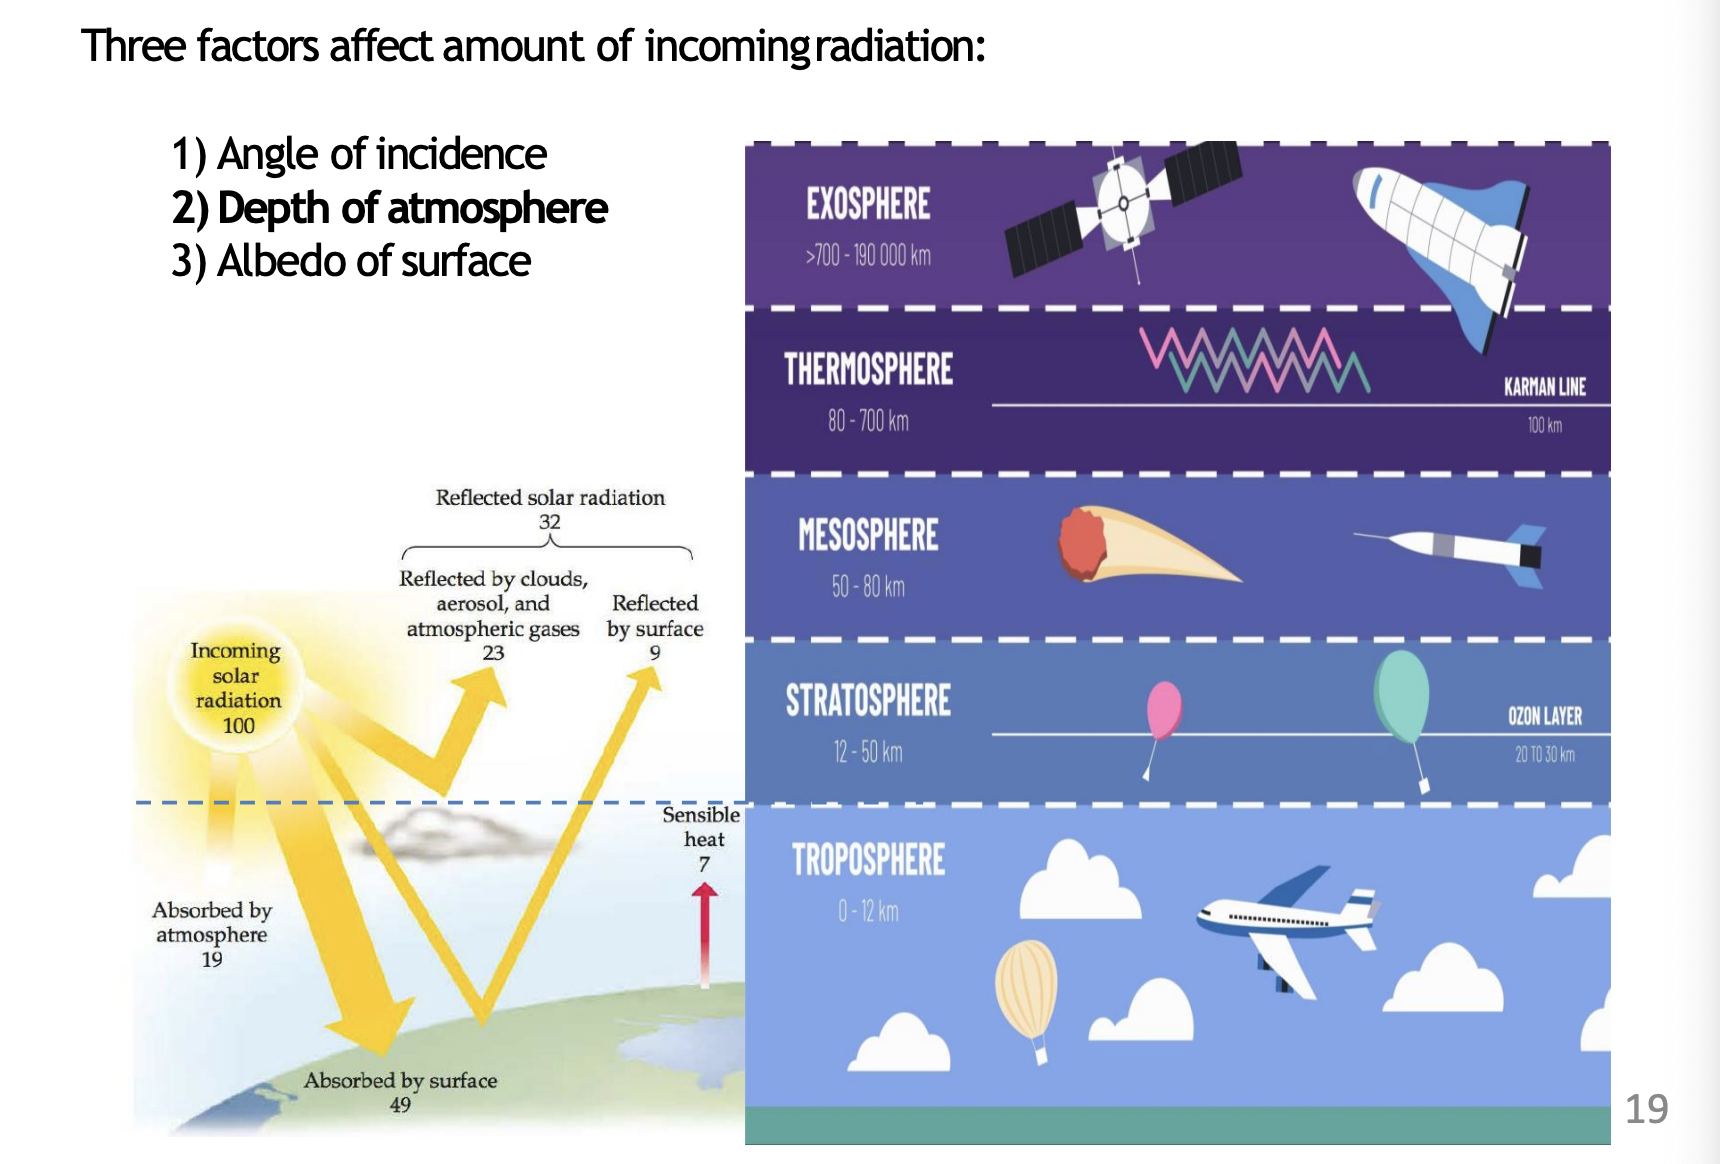 Three factors affect amount of incoming radiation:
1) Angle of incidence
2) Depth of atmosphere
3) Albedo of surface
Reflected solar radiation
32
Reflected by clouds,
aerosol, and
atmospheric gases
23
Reflected
by surface
9
Incoming
solar
radiation
100
Sensible
heat
7
Absorbed by
atmosphere
19
Absorbed by surface
49
EXOSPHERE
>700 - 190 000 km
THERMOSPHERE
80 - 700 km
KARMAN LINE
100 km
MESOSPHERE
50 - 80 km
STRATOSPHERE
12 - 50 km
OZON LAYER
20 TO 30 km
TROPOSPHERE
0 - 12 km
19